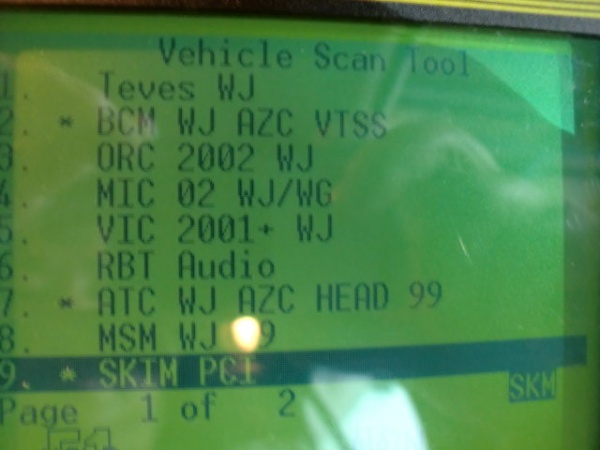 Vehicle Scan Tool
1. Teves WJ
2. * BCM WJ AZC VTSS
3. ORC 2002 WJ
4. MIC 02 WJ/WG
5. VIC 2001+ WJ
6. RBT Audio
7. * ATC WJ AZC HEAD 99
8. MSM WJ 99
9. * SKIM PCI
SKM
Page 1 of 2